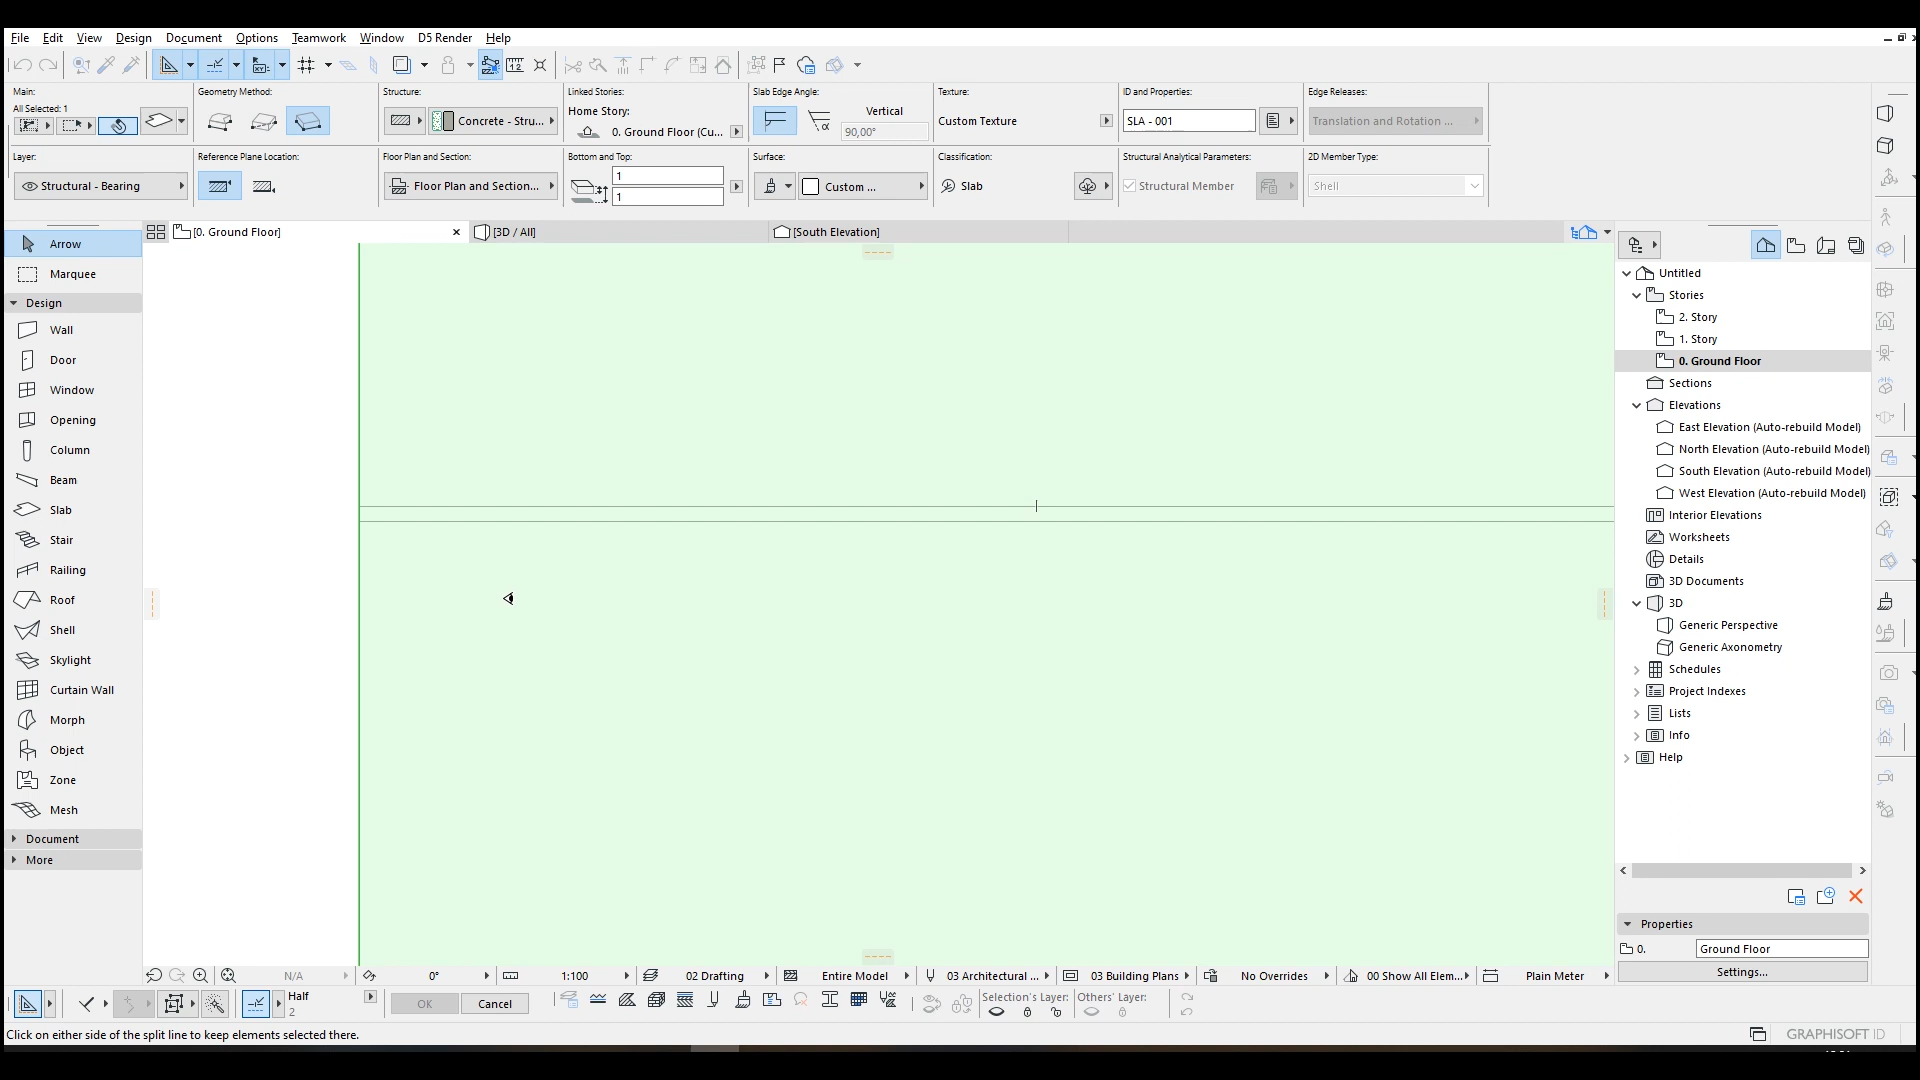 File Edit View Design Document Options Teamwork Window D5 Render Help
Main:
All Selected: 1
Geometry Method:
Structure:
Concrete - Stru...
Linked Stories:
Home Story:
0. Ground Floor (Cu...
Slab Edge Angle:
Vertical
90,00°
Texture:
Custom Texture
ID and Properties:
SLA - 001
Edge Releases:
Translation and Rotation ...
Layer:
Structural - Bearing
Reference Plane Location:
Floor Plan and Section:
Floor Plan and Section...
Bottom and Top:
1
1
Surface:
Custom ...
Classification:
Slab
Structural Analytical Parameters:
Structural Member
2D Member Type:
Shell
[0. Ground Floor]
[3D / All]
[South Elevation]
Arrow
Marquee
Design
Wall
Door
Window
Opening
Column
Beam
Slab
Stair
Railing
Roof
Shell
Skylight
Curtain Wall
Morph
Object
Zone
Mesh
Document
More
Untitled
Stories
2. Story
1. Story
0. Ground Floor
Sections
Elevations
East Elevation (Auto-rebuild Model)
North Elevation (Auto-rebuild Model)
South Elevation (Auto-rebuild Model)
West Elevation (Auto-rebuild Model)
Interior Elevations
Worksheets
Details
3D Documents
3D
Generic Perspective
Generic Axonometry
Schedules
Project Indexes
Lists
Info
Help
Properties
0. Ground Floor
Settings...
N/A 0° 1:100 02 Drafting Entire Model 03 Architectural ... 03 Building Plans No Overrides 00 Show All Elem... Plain Meter
Half
2
OK
Cancel
Selection's Layer:
Others' Layer:
Click on either side of the split line to keep elements selected there.
GRAPHISOFT ID